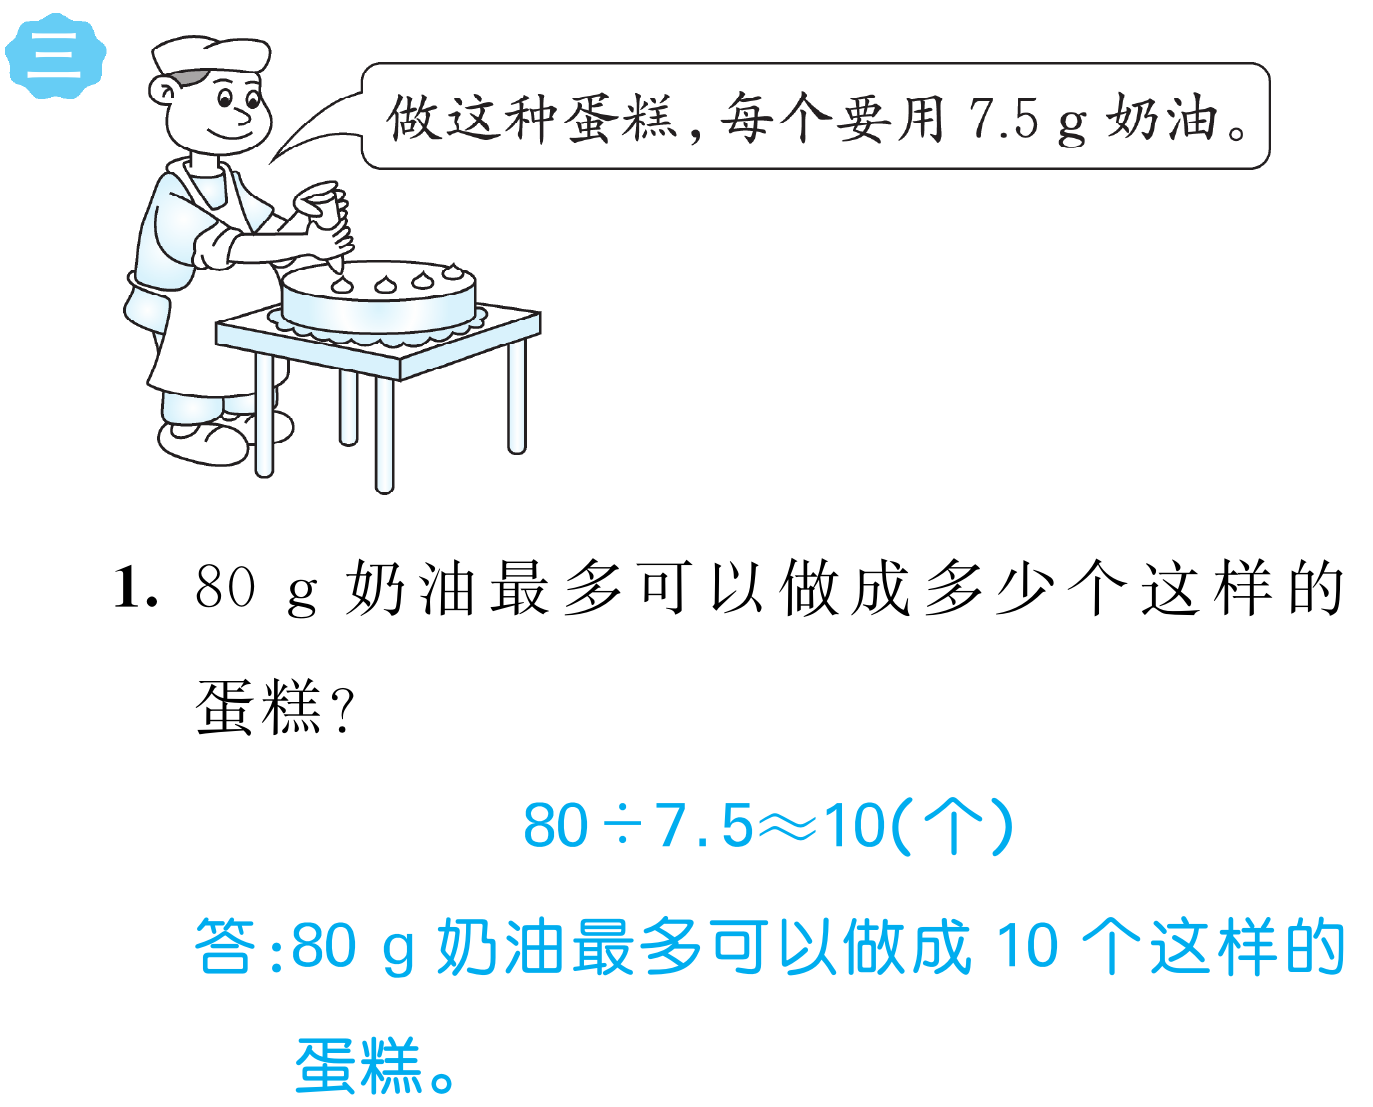 三
做这种蛋糕,每个要用 7.5 g 奶油。
1. 80 g 奶油最多可以做成多少个这样的
蛋糕?
80÷7.5≈10(个)
答:80 g 奶油最多可以做成 10 个这样的
蛋糕。